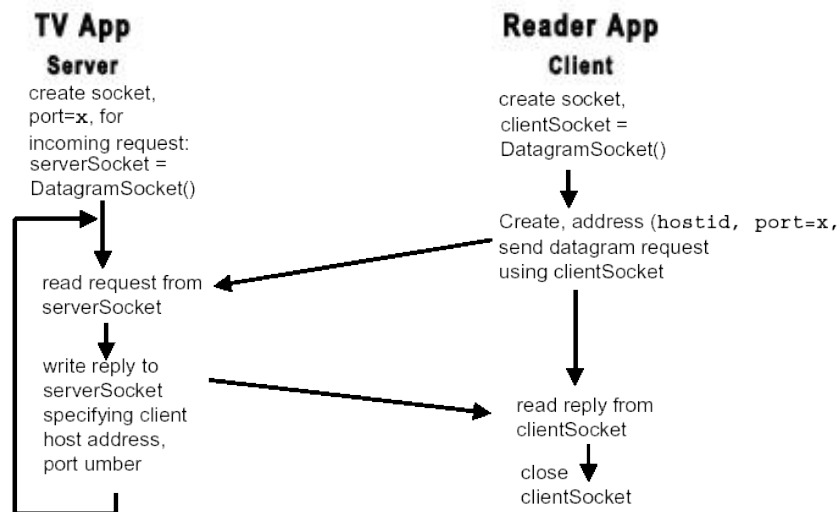 TV App
Server
create socket,
port=x, for
incoming request:
serverSocket =
DatagramSocket()
read request from
serverSocket
write reply to
serverSocket
specifying client
host address,
port umber
Reader App
Client
create socket,
clientSocket =
DatagramSocket()
Create, address (hostid, port=x,
send datagram request
using clientSocket
read reply from
clientSocket
close
clientSocket